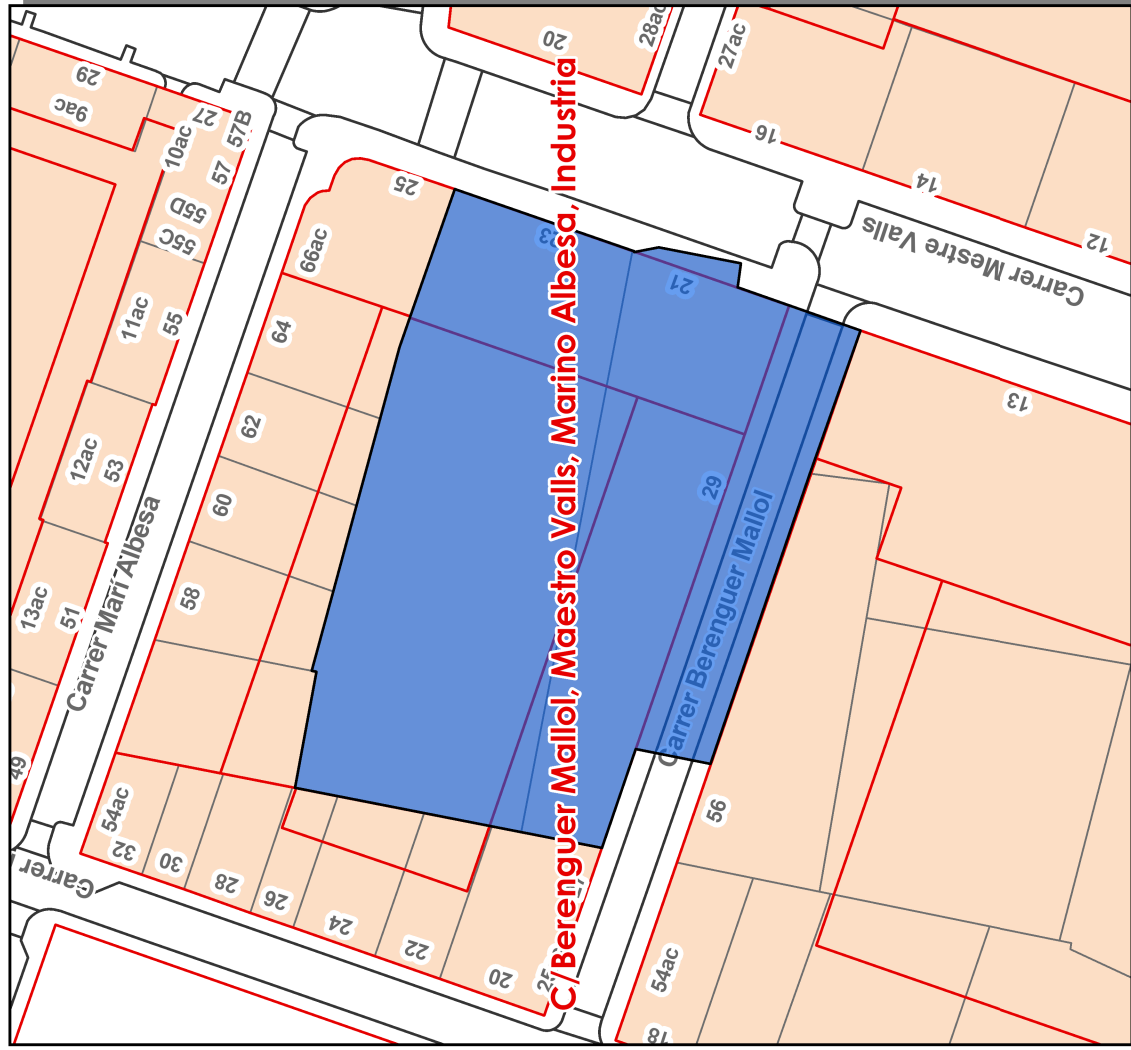 20
28ac
27ac
29
9ac
27
57B
10ac
57
16
25
14
55D
55C
66ac
23
12
Carrer Mestre Valls
21
11ac
55
64
13
12ac
53
62
29
60
Carrer Marí Albesa
Carrer Berenguer Mallol
C/Berenguer Mallol, Maestro Valls, Marino Albesa, Industria
13ac
51
58
49
54ac
56
32
30
28
26
24
22
20
Carrer
54ac
18